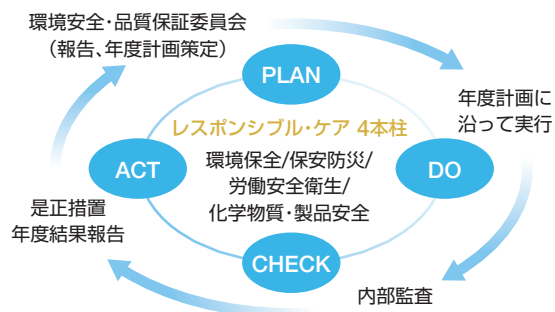 環境安全・品質保証委員会
（報告、年度計画策定）
PLAN
年度計画に
沿って実行
レスポンシブル・ケア 4本柱
ACT
環境保全/保安防災/
労働安全衛生/
化学物質・製品安全
DO
是正措置
年度結果報告
CHECK
内部監査